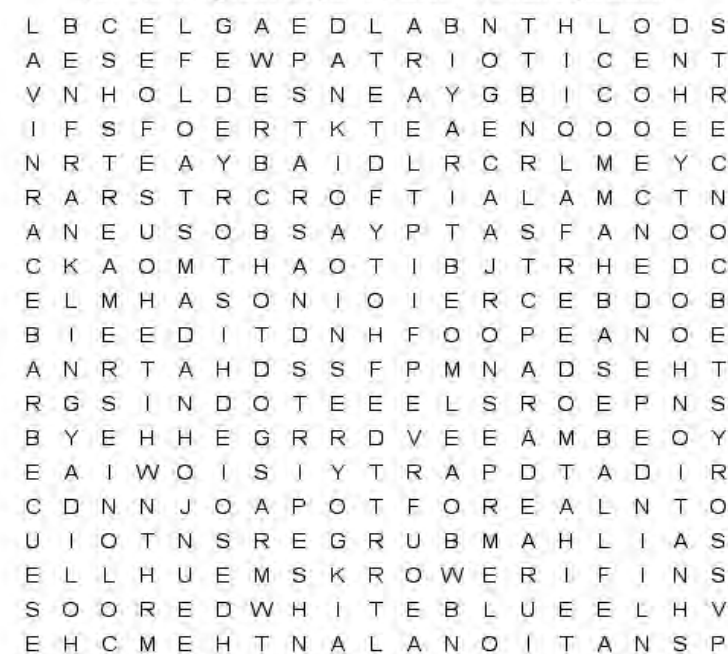 L B C E L G A E D L A B N T H L O D S
A E S E F E W P A T R I O T I C E N T
V N H O L D E S N E A Y G B I C O H R
I F S F O E R T K T E A E N O O O E E
N R T E A Y B A I D L R C R L M E Y C
R A R S T R C R O F T I A L A M C T N
A N E U S O B S A Y P T A S F A N O O
C K A O M T H A O T I B J T R H E D C
E L M H A S O N I O I E R C E B D O B
B I E E D I T D N H F O O P E A N O E
A N R T A H D S S F P M N A D S E H T
R G S I N D O T E E E L S R O E P N S
B Y E H H E G R R D V E E A M B E O Y
E A I W O I S I Y T R A P D T A D I R
C D N N J O A P O T F O R E A L N T O
U I O T N S R E G R U B M A H L I A S
E L L H U E M S K R O W E R I F I N S
S O O R E D W H I T E B L U E E L H V
E H C M E H T N A L A N O I T A N S P